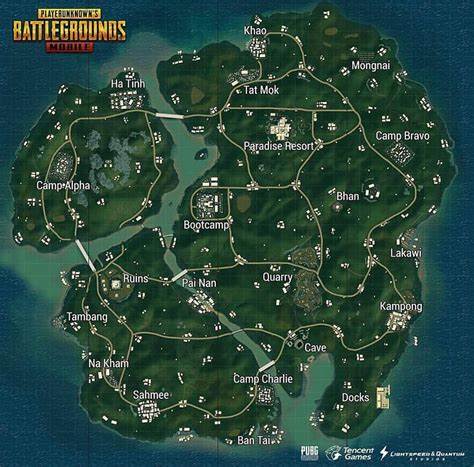 PLAYERUNKNOWN'S
BATTLEGROUNDS
MOBILE
Khao
Mongnai
Ha Tinh
Tat Mok
Camp Bravo
Paradise Resort
Camp Alpha
Bhan
Bootcamp
Lakawi
Ruins
Quarry
Pai Nan
Kampong
Tambang
Cave
Na Kham
Camp Charlie
Sahmee
Docks
Ban Tai
PUBG
Tencent
Games
LIGHTSPEED & QUANTUM
STUDIOS